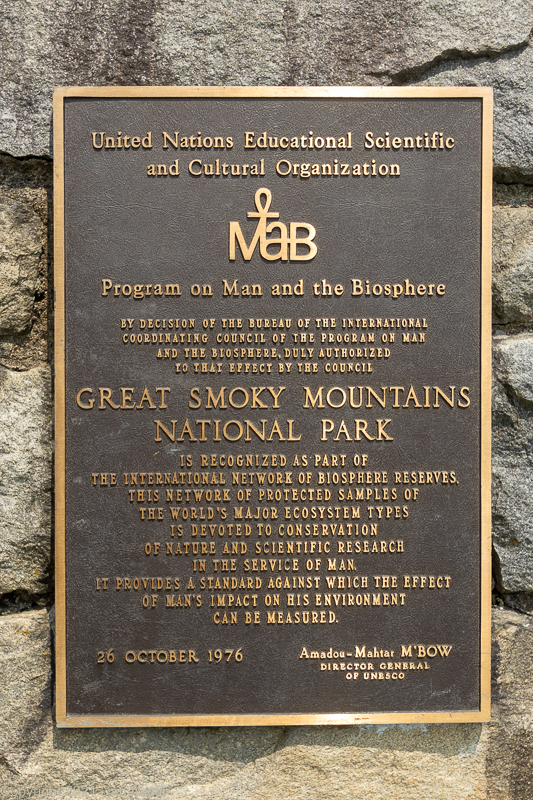 United Nations Educational Scientific
and Cultural Organization
MaB
Program on Man and the Biosphere
BY DECISION OF THE BUREAU OF THE INTERNATIONAL
COORDINATING COUNCIL OF THE PROGRAM ON MAN
AND THE BIOSPHERE, DULY AUTHORIZED
TO THAT EFFECT BY THE COUNCIL
GREAT SMOKY MOUNTAINS
NATIONAL PARK
IS RECOGNIZED AS PART OF
THE INTERNATIONAL NETWORK OF BIOSPHERE RESERVES.
THIS NETWORK OF PROTECTED SAMPLES OF
THE WORLD'S MAJOR ECOSYSTEM TYPES
IS DEVOTED TO CONSERVATION
OF NATURE AND SCIENTIFIC RESEARCH
IN THE SERVICE OF MAN.
IT PROVIDES A STANDARD AGAINST WHICH THE EFFECT
OF MAN'S IMPACT ON HIS ENVIRONMENT
CAN BE MEASURED.
26 OCTOBER 1976
Amadou-Mahtar M'BOW
DIRECTOR GENERAL
OF UNESCO